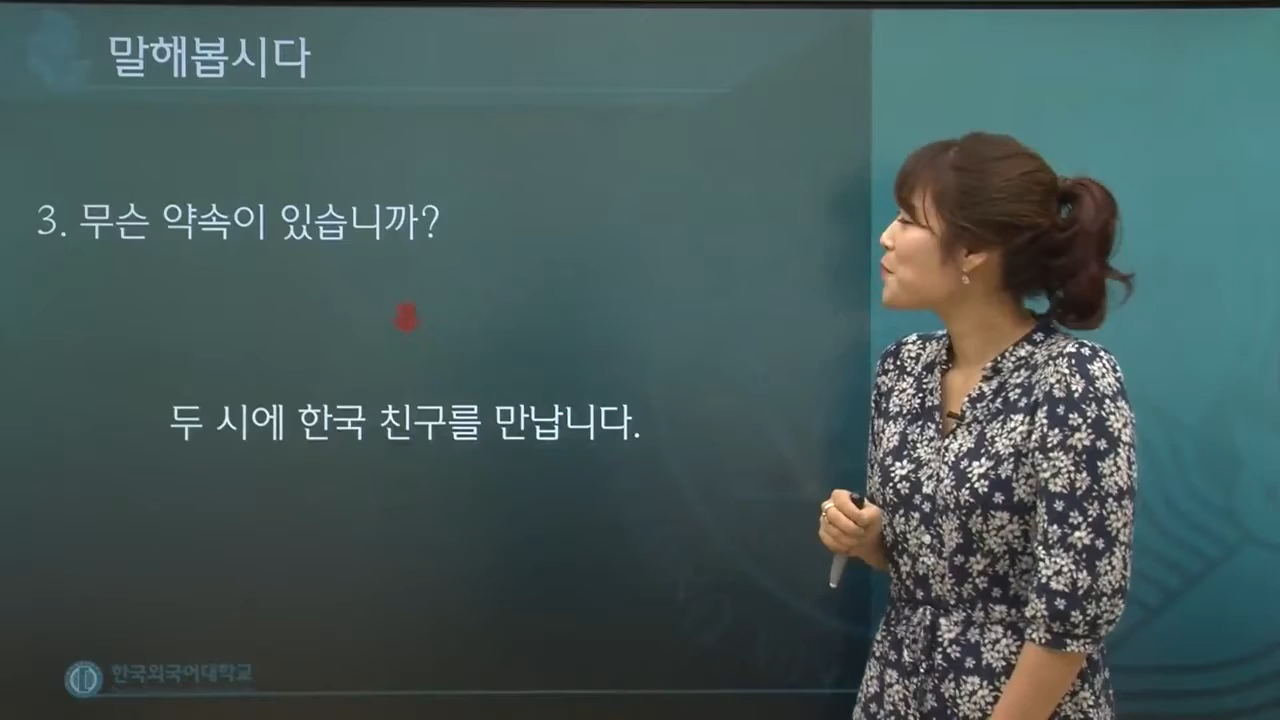 말해봅시다
3. 무슨 약속이 있습니까?
두 시에 한국 친구를 만납니다.
한국외국어대학교